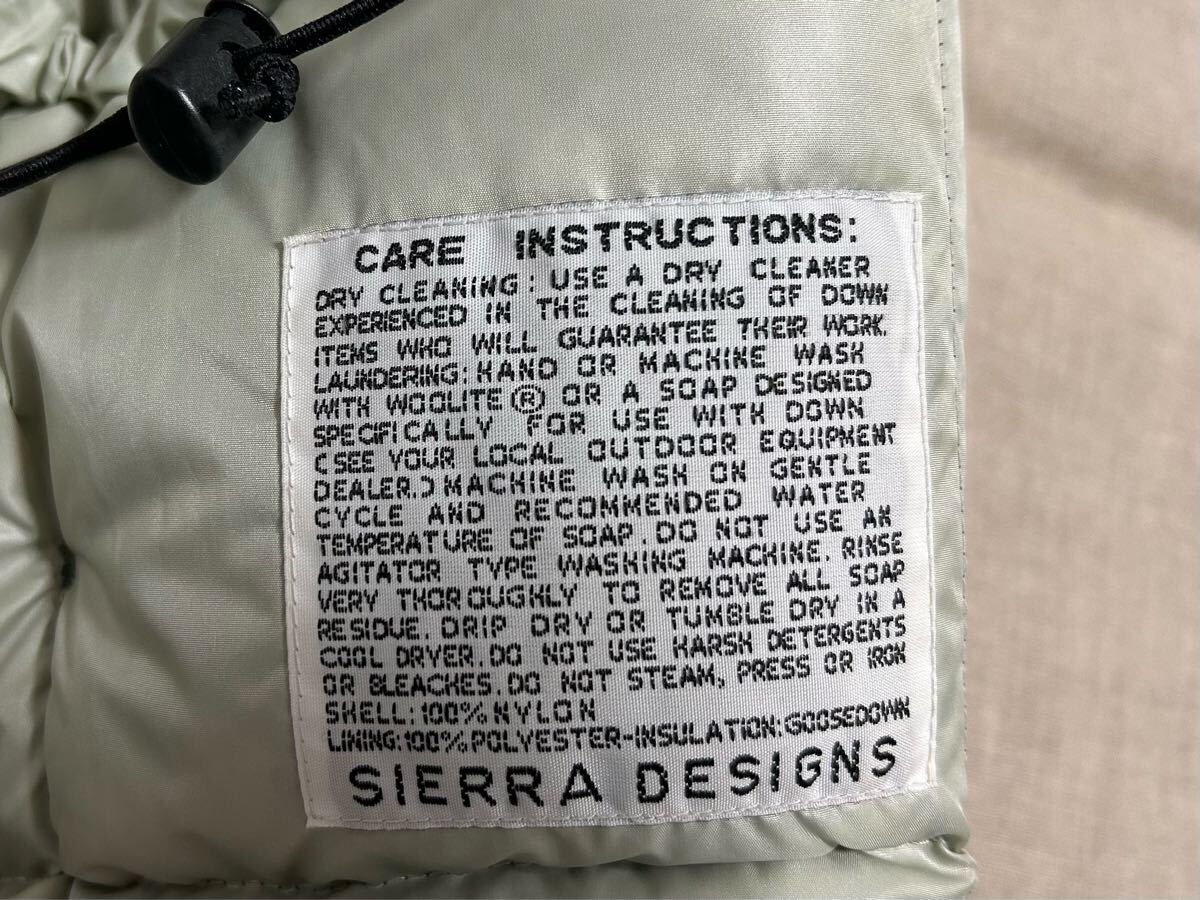 CARE INSTRUCTIONS:
DRY CLEANING: USE A DRY CLEANER
EXPERIENCED IN THE CLEANING OF DOWN
ITEMS WHO WILL GUARANTEE THEIR WORK.
LAUNDERING: HAND OR MACHINE WASH
WITH WOOLITE ® OR A SOAP DESIGNED
SPECIFICALLY FOR USE WITH DOWN
(SEE YOUR LOCAL OUTDOOR EQUIPMENT
DEALER.) MACHINE WASH ON GENTLE
CYCLE AND RECOMMENDED WATER
TEMPERATURE OF SOAP. DO NOT USE AN
AGITATOR TYPE WASHING MACHINE. RINSE
VERY THOROUGHLY TO REMOVE ALL SOAP
RESIDUE. DRIP DRY OR TUMBLE DRY IN A
COOL DRYER. DO NOT USE HARSH DETERGENTS
OR BLEACHES. DO NOT STEAM, PRESS OR IRON
SHELL: 100% NYLON
LINING: 100% POLYESTER-INSULATION: GOOSEDOWN
SIERRA DESIGNS